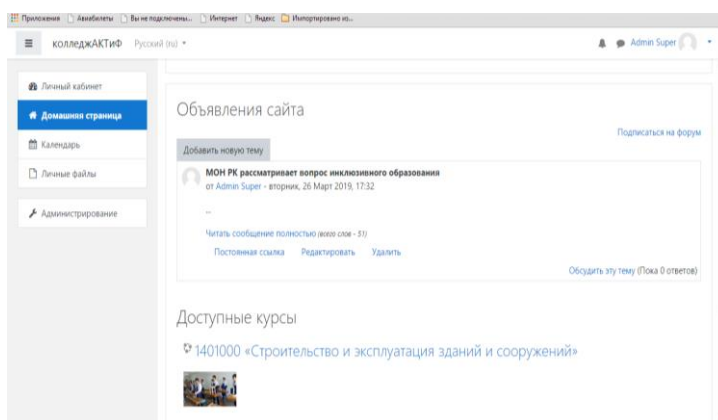 Приложения Авиабилеты Вы не подключены... Интернет Яндекс Импортировано из...
колледжАКТиФ Русский (ru) Admin Super
Личный кабинет
Домашняя страница
Календарь
Личные файлы
Администрирование
Объявления сайта
Подписаться на форум
Добавить новую тему
МОН РК рассматривает вопрос инклюзивного образования
от Admin Super - вторник, 26 Март 2019, 17:32
...
Читать сообщение полностью (всего слов - 51)
Постоянная ссылка Редактировать Удалить
Обсудить эту тему (Пока 0 ответов)
Доступные курсы
1401000 «Строительство и эксплуатация зданий и сооружений»